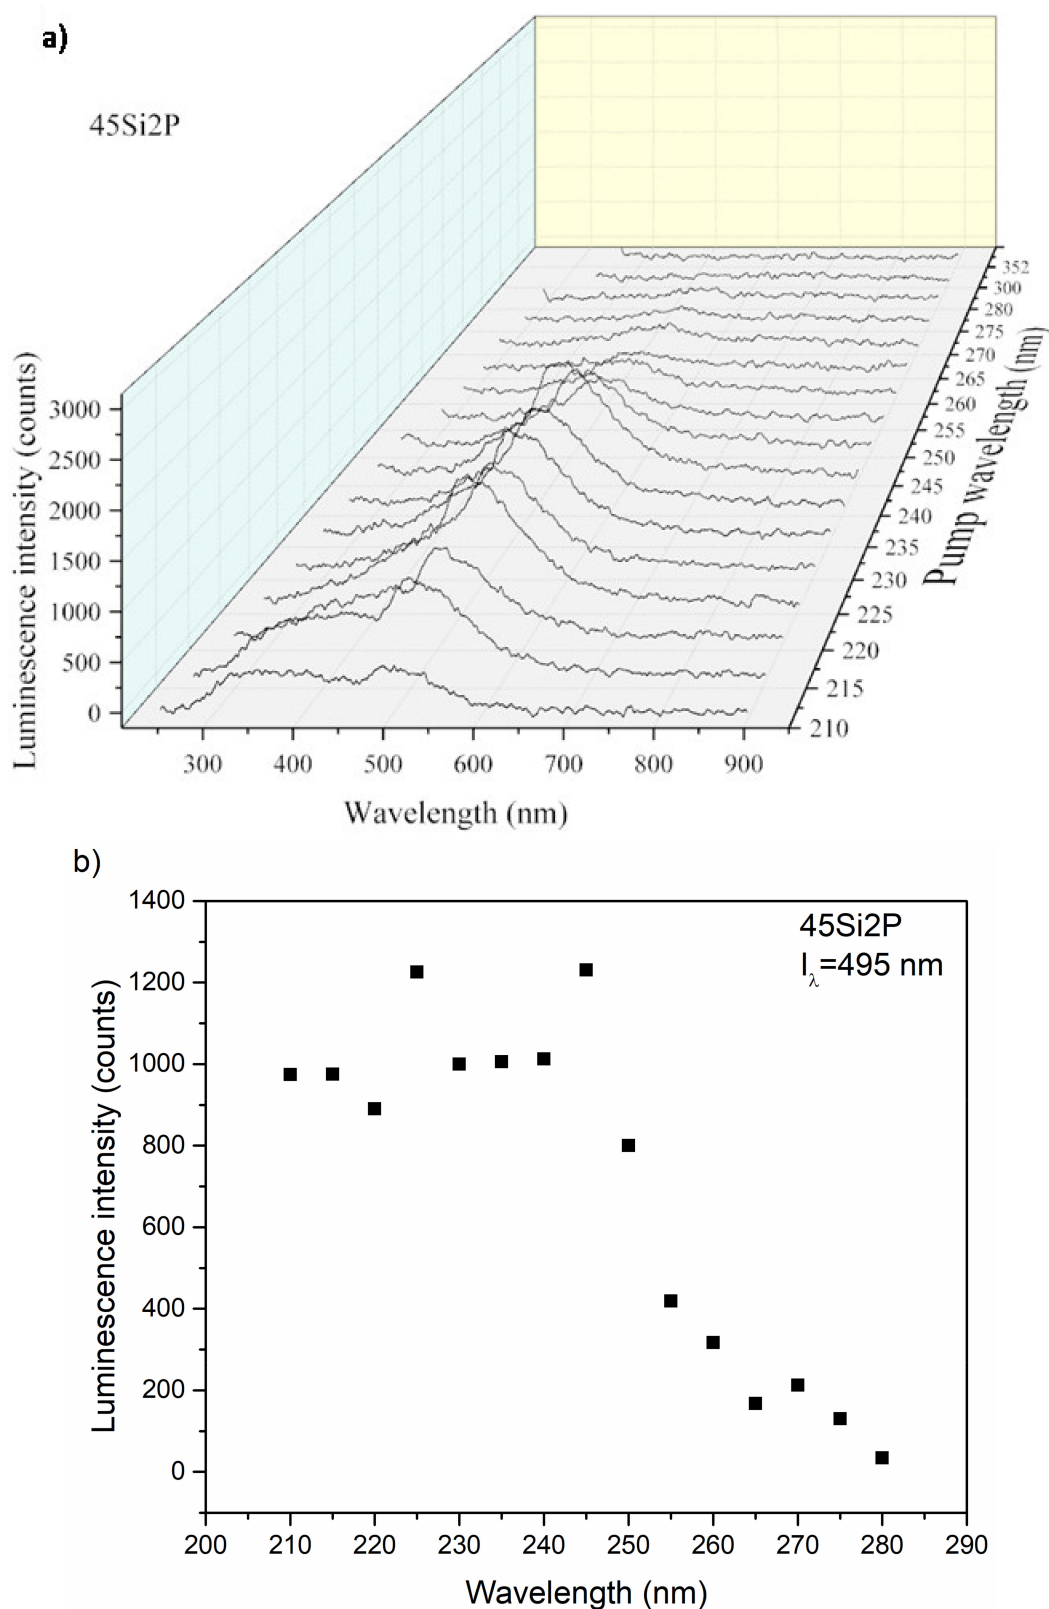 a)
45Si2P
Luminescence intensity (counts)
3000
2500
2000
1500
1000
500
0
300 400 500 600 700 800 900
Wavelength (nm)
352
300
280
275
270
265
260
255
250
245
240
235
230
225
220
215
210
Pump wavelength (nm)
b)
45Si2P
Iλ=495 nm
Luminescence intensity (counts)
1400
1200
1000
800
600
400
200
0
200 210 220 230 240 250 260 270 280 290
Wavelength (nm)